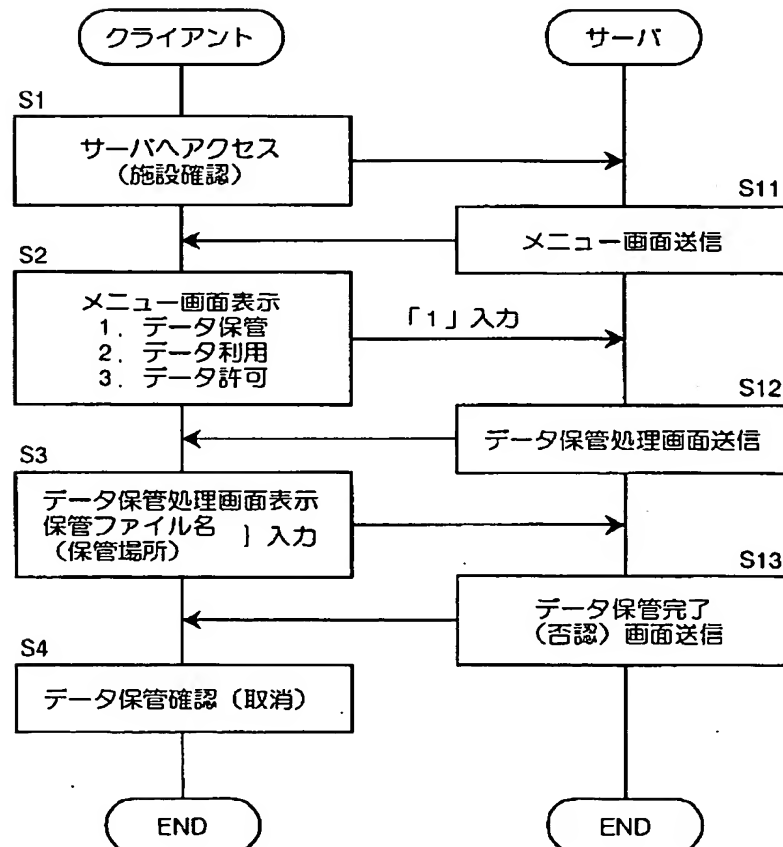 クライアント
サーバ
S1
サーバへアクセス
(施設確認)
S11
メニュー画面送信
S2
メニュー画面表示
1. データ保管
2. データ利用
3. データ許可
「1」入力
S12
データ保管処理画面送信
S3
データ保管処理画面表示
保管ファイル名
(保管場所) } 入力
S13
データ保管完了
(否認)画面送信
S4
データ保管確認(取消)
END
END